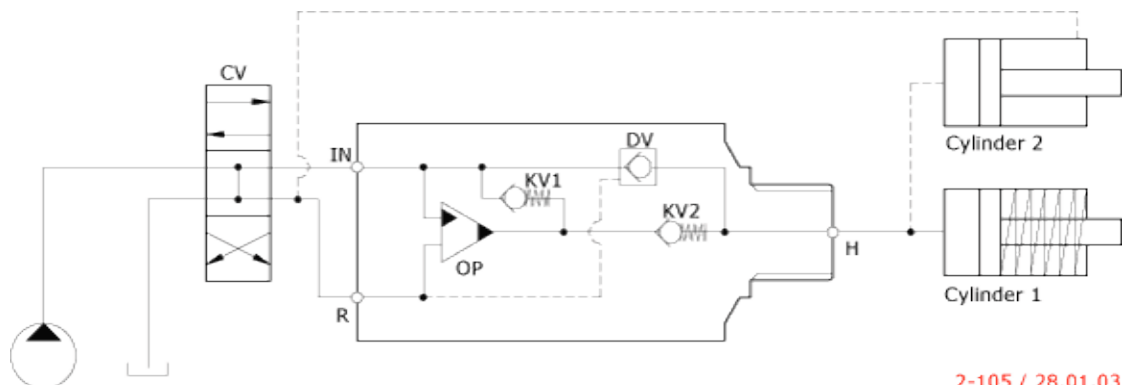 CV
IN
DV
KV1
KV2
OP
R
H
Cylinder 2
Cylinder 1
2-105 / 28.01.03